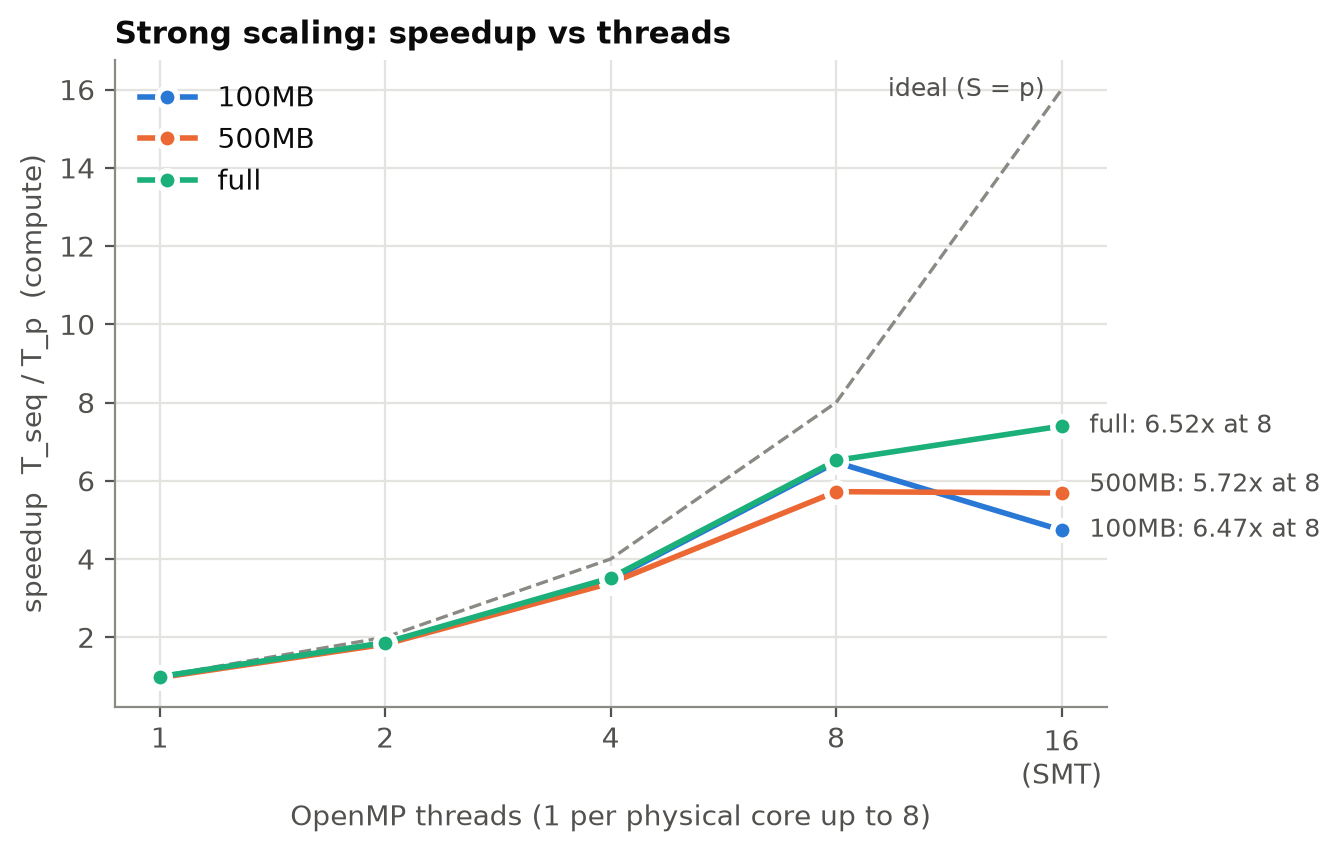 Strong scaling: speedup vs threads
speedup T_seq / T_p (compute)
16
14
12
10
8
6
4
2
100MB
500MB
full
ideal (S = p)
full: 6.52x at 8
500MB: 5.72x at 8
100MB: 6.47x at 8
1
2
4
8
16
(SMT)
OpenMP threads (1 per physical core up to 8)